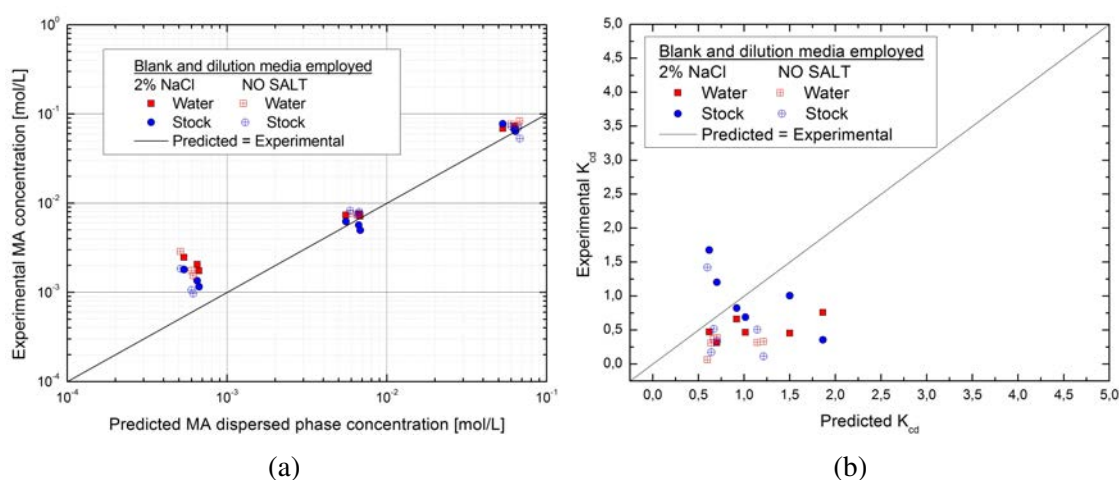 10⁰
10⁻¹
10⁻²
10⁻³
10⁻⁴
Experimental MA concentration [mol/L]
Blank and dilution media employed
2% NaCl NO SALT
Water Water
Stock Stock
Predicted = Experimental
10⁻⁴ 10⁻³ 10⁻² 10⁻¹
Predicted MA dispersed phase concentration [mol/L]
(a)
5,0
4,5
4,0
3,5
3,0
2,5
2,0
1,5
1,0
0,5
0,0
Experimental K_cd
Blank and dilution media employed
2% NaCl NO SALT
Water Water
Stock Stock
Predicted = Experimental
0,0 0,5 1,0 1,5 2,0 2,5 3,0 3,5 4,0 4,5 5,0
Predicted K_cd
(b)